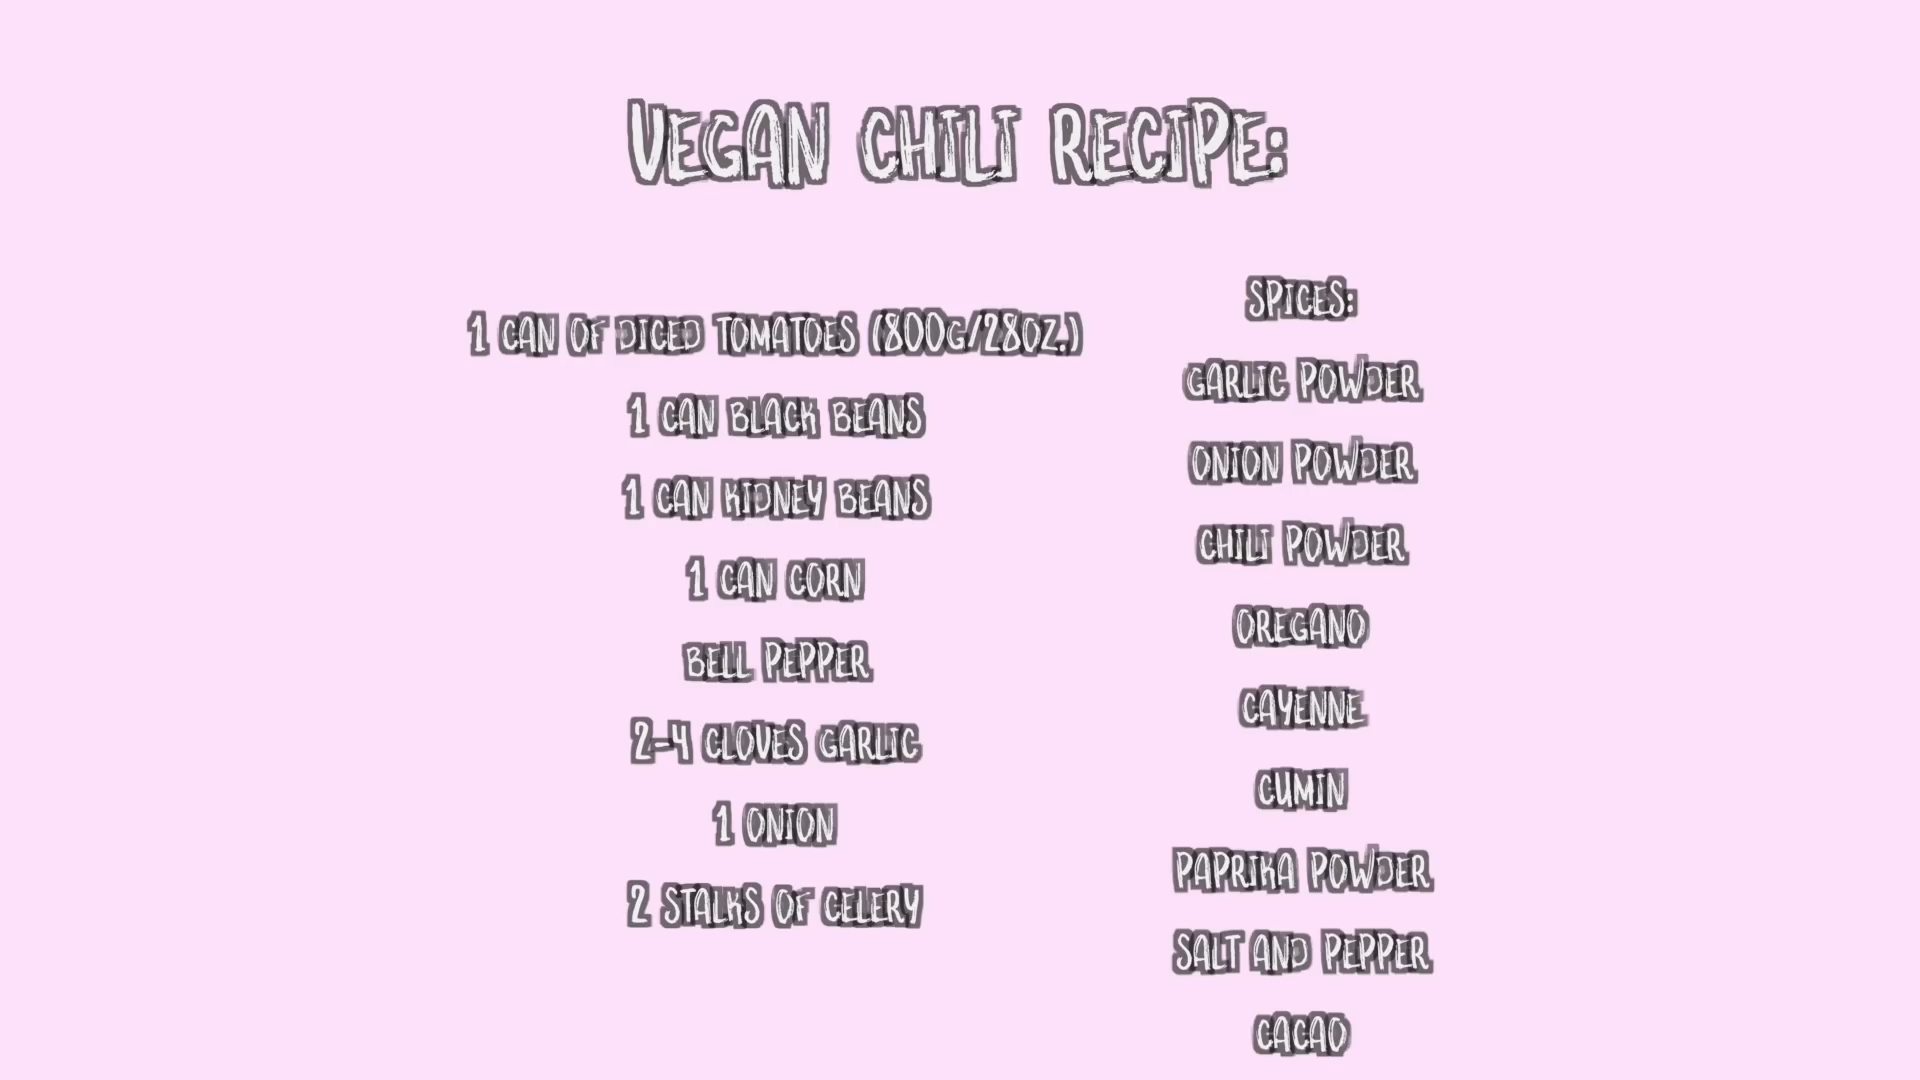 VEGAN CHILI RECIPE:
1 CAN OF DICED TOMATOES (800G/28OZ.)
1 CAN BLACK BEANS
1 CAN KIDNEY BEANS
1 CAN CORN
BELL PEPPER
2-4 CLOVES GARLIC
1 ONION
2 STALKS OF CELERY
SPICES:
GARLIC POWDER
ONION POWDER
CHILI POWDER
OREGANO
CAYENNE
CUMIN
PAPRIKA POWDER
SALT AND PEPPER
CACAO